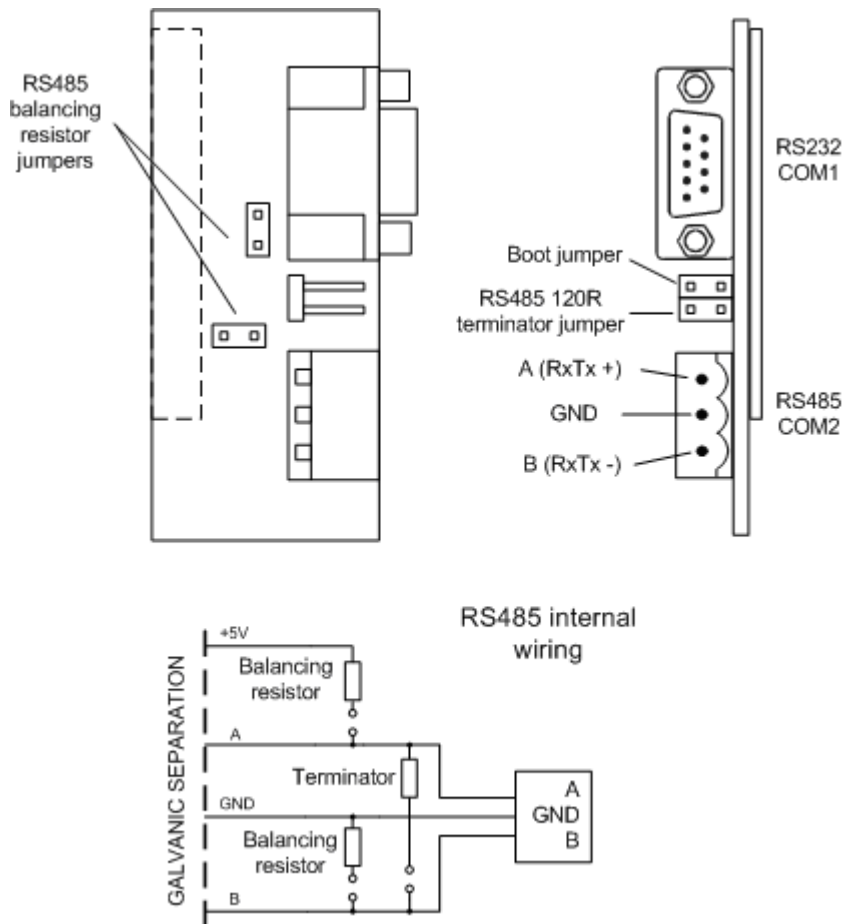 RS485
balancing
resistor
jumpers
RS232
COM1
Boot jumper
RS485 120R
terminator jumper
A (RxTx +)
GND
B (RxTx -)
RS485
COM2
RS485 internal
wiring
GALVANIC SEPARATION
+5V
Balancing
resistor
A
Terminator
GND
Balancing
resistor
B
A
GND
B